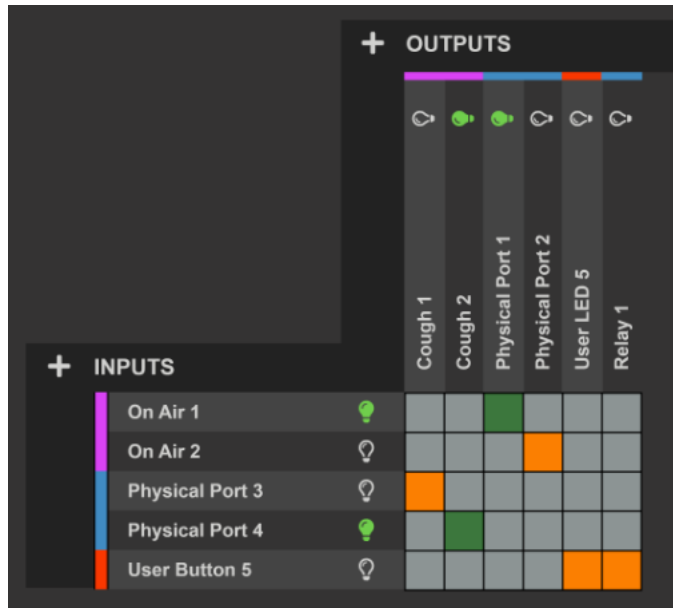 + OUTPUTS
Cough 1
Cough 2
Physical Port 1
Physical Port 2
User LED 5
Relay 1
+ INPUTS
On Air 1
On Air 2
Physical Port 3
Physical Port 4
User Button 5